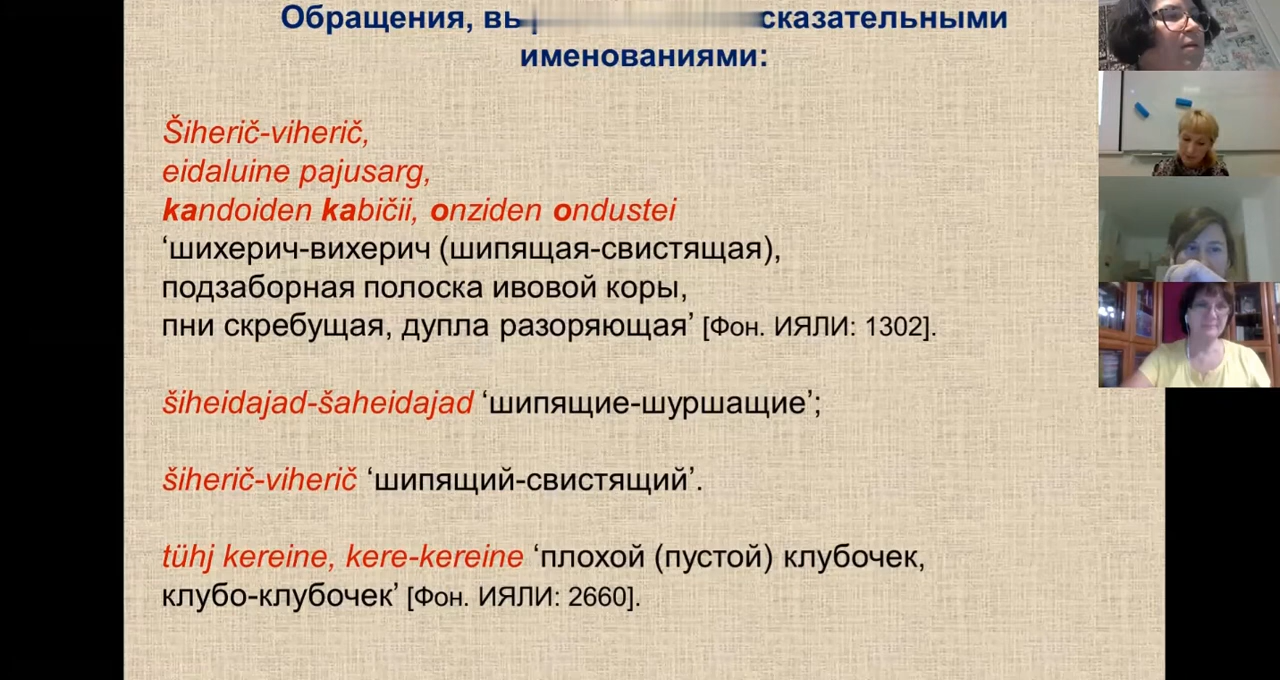 Обращения, вы сказательными
именованиями:
Šiherič-viherič,
eidaluine pajusarg,
kandoiden kabičii, onziden ondustei
‘шихерич-вихерич (шипящая-свистящая),
подзаборная полоска ивовой коры,
пни скребущая, дупла разоряющая’ [Фон. ИЯЛИ: 1302].
šiheidajad-šaheidajad ‘шипящие-шуршащие’;
šiherič-viherič ‘шипящий-свистящий’.
tühj kereine, kere-kereine ‘плохой (пустой) клубочек,
клубо-клубочек’ [Фон. ИЯЛИ: 2660].